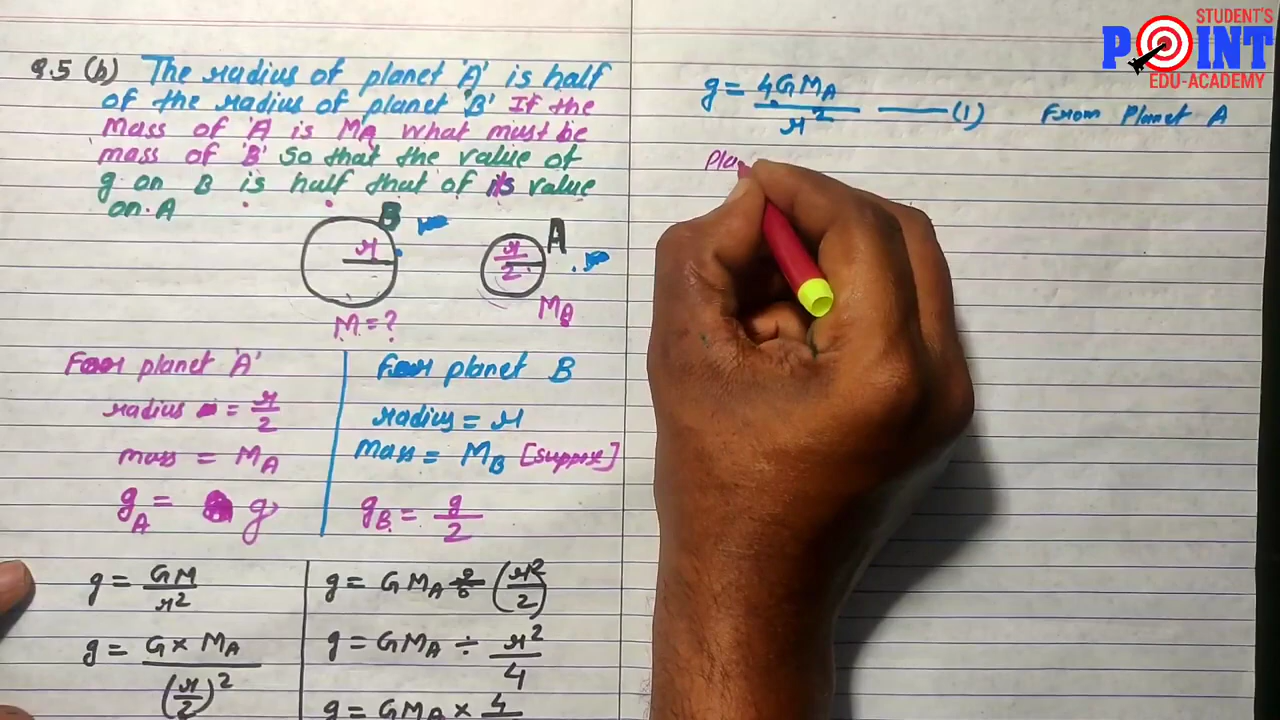 Q.5 (b) The radius of planet 'A' is half
of the radius of planet 'B' If the
Mass of 'A' is MA What must be
mass of 'B' So that the value of
g on B is half that of its value
on A
B
r
M = ?
A
r/2
MA
For planet 'A'
radius = r/2
mass = MA
gA = g
For planet B
radius = r
Mass = MB [suppose]
gB = g/2
g = GM/r²
g = G × MA/(r/2)²
g = GMA ÷ (r/2)²
g = GMA ÷ r²/4
g = GMA × 4
g = 4GMA/r² —— (1) From Planet A
Pla
STUDENT'S
POINT
EDU-ACADEMY